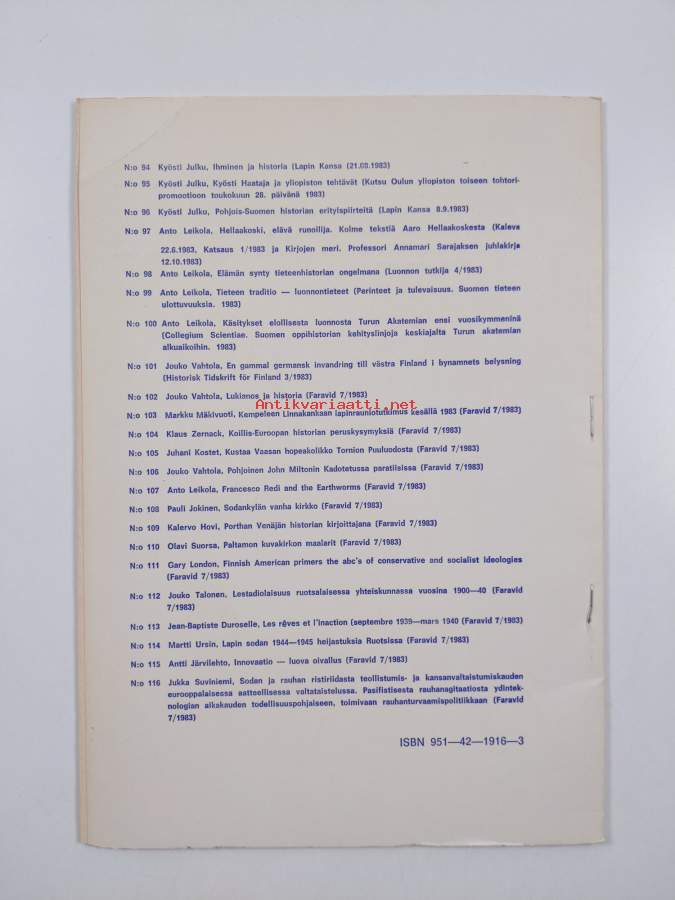 N:o 94 Kyösti Julku, Ihminen ja historia (Lapin Kansa (21.08.1983)
N:o 95 Kyösti Julku, Kyösti Haataja ja yliopiston tehtävät (Kutsu Oulun yliopiston toiseen tohtori-
promootioon toukokuun 28. päivänä 1983)
N:o 96 Kyösti Julku, Pohjois-Suomen historian erityispiirteitä (Lapin Kansa 8.9.1983)
N:o 97 Anto Leikola, Hellaakoski, elävä runoilija. Kolme tekstiä Aaro Hellaakoskesta (Kaleva
22.6.1983, Katsaus 1/1983 ja Kirjojen meri. Professori Annamari Sarajaksen juhlakirja
12.10.1983)
N:o 98 Anto Leikola, Elämän synty tieteenhistorian ongelmana (Luonnon tutkija 4/1983)
N:o 99 Anto Leikola, Tieteen traditio — luonnontieteet (Perinteet ja tulevaisuus. Suomen tieteen
ulottuvuuksia. 1983)
N:o 100 Anto Leikola, Käsitykset elollisesta luonnosta Turun Akatemian ensi vuosikymmeninä
(Collegium Scientiae. Suomen oppihistorian kehityslinjoja keskiajalta Turun akatemian
alkuaikoihin. 1983)
N:o 101 Jouko Vahtola, En gammal germansk invandring till västra Finland i bynamnets belysning
(Historisk Tidskrift för Finland 3/1983)
N:o 102 Jouko Vahtola, Lukianos ja historia (Faravid 7/1983)
Antikvariaatti.net
N:o 103 Markku Mäkivuoti, Kempeleen Linnakankaan lapinrauniotutkimus kesällä 1983 (Faravid 7/1983)
N:o 104 Klaus Zernack, Koillis-Euroopan historian peruskysymyksiä (Faravid 7/1983)
N:o 105 Juhani Kostet, Kustaa Vaasan hopeakolikko Tornion Puuluodosta (Faravid 7/1983)
N:o 106 Jouko Vahtola, Pohjoinen John Miltonin Kadotetussa paratiisissa (Faravid 7/1983)
N:o 107 Anto Leikola, Francesco Redi and the Earthworms (Faravid 7/1983)
N:o 108 Pauli Jokinen, Sodankylän vanha kirkko (Faravid 7/1983)
N:o 109 Kalervo Hovi, Porthan Venäjän historian kirjoittajana (Faravid 7/1983)
N:o 110 Olavi Suorsa, Paltamon kuvakirkon maalarit (Faravid 7/1983)
N:o 111 Gary London, Finnish American primers the abc's of conservative and socialist ideologies
(Faravid 7/1983)
N:o 112 Jouko Talonen, Lestadiolaisuus ruotsalaisessa yhteiskunnassa vuosina 1900—40 (Faravid
7/1983)
N:o 113 Jean-Baptiste Duroselle, Les rêves et l'inaction (septembre 1939—mars 1940 (Faravid 7/1983)
N:o 114 Martti Ursin, Lapin sodan 1944—1945 heijastuksia Ruotsissa (Faravid 7/1983)
N:o 115 Antti Järvilehto, Innovaatio — luova oivallus (Faravid 7/1983)
N:o 116 Jukka Suviniemi, Sodan ja rauhan ristiriidasta teollistumis- ja kansanvaltaistumiskauden
eurooppalaisessa aatteellisessa valtataistelussa. Pasifistisesta rauhanagitaatiosta ydintek-
nologian aikakauden todellisuuspohjaiseen, toimivaan rauhanturvaamispolitiikkaan (Faravid
7/1983)
ISBN 951—42—1916—3